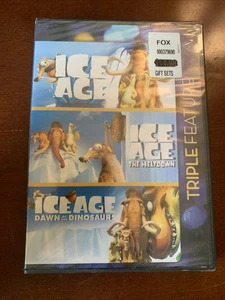 FOX
GIFT SETS
ICE
AGE
ICE
AGE
THE MELTDOWN
ICE AGE
DAWN OF THE DINOSAURS
TRIPLE FEATURE